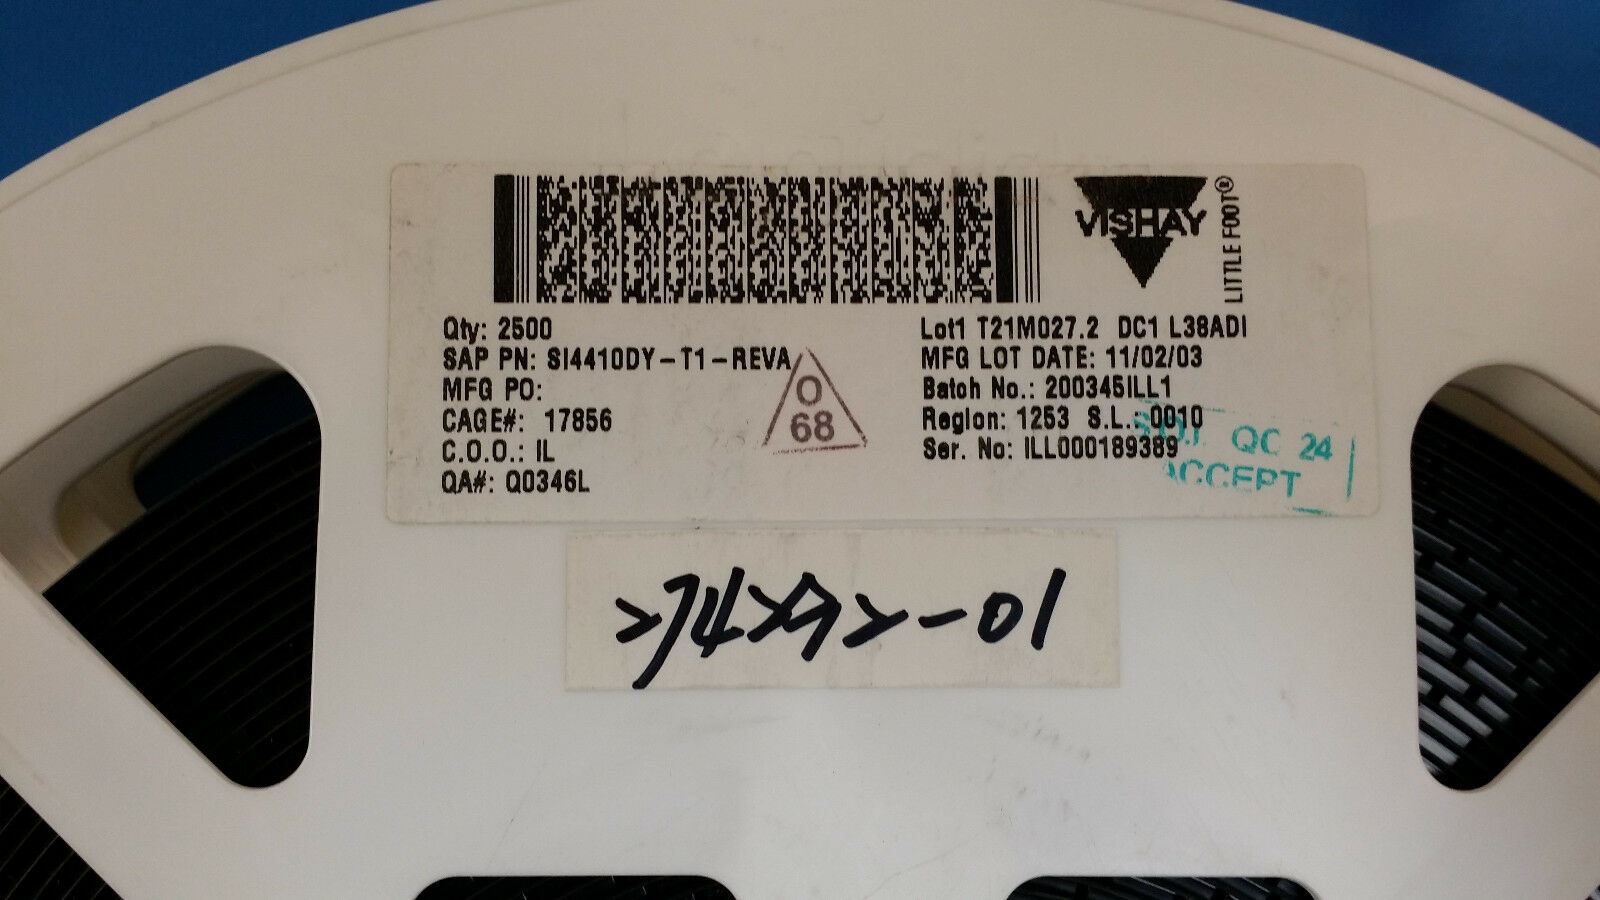 VISHAY
LITTLE FOOT®
Qty: 2500
SAP PN: SI4410DY-T1-REVA
MFG PO:
CAGE#: 17856
C.O.O.: IL
QA#: Q0346L
O
68
Lot1 T21M027.2 DC1 L38ADI
MFG LOT DATE: 11/02/03
Batch No.: 200345ILL1
Region: 1253 S.L.: 0010
Ser. No: ILL000189389
QC 24
ACCEPT